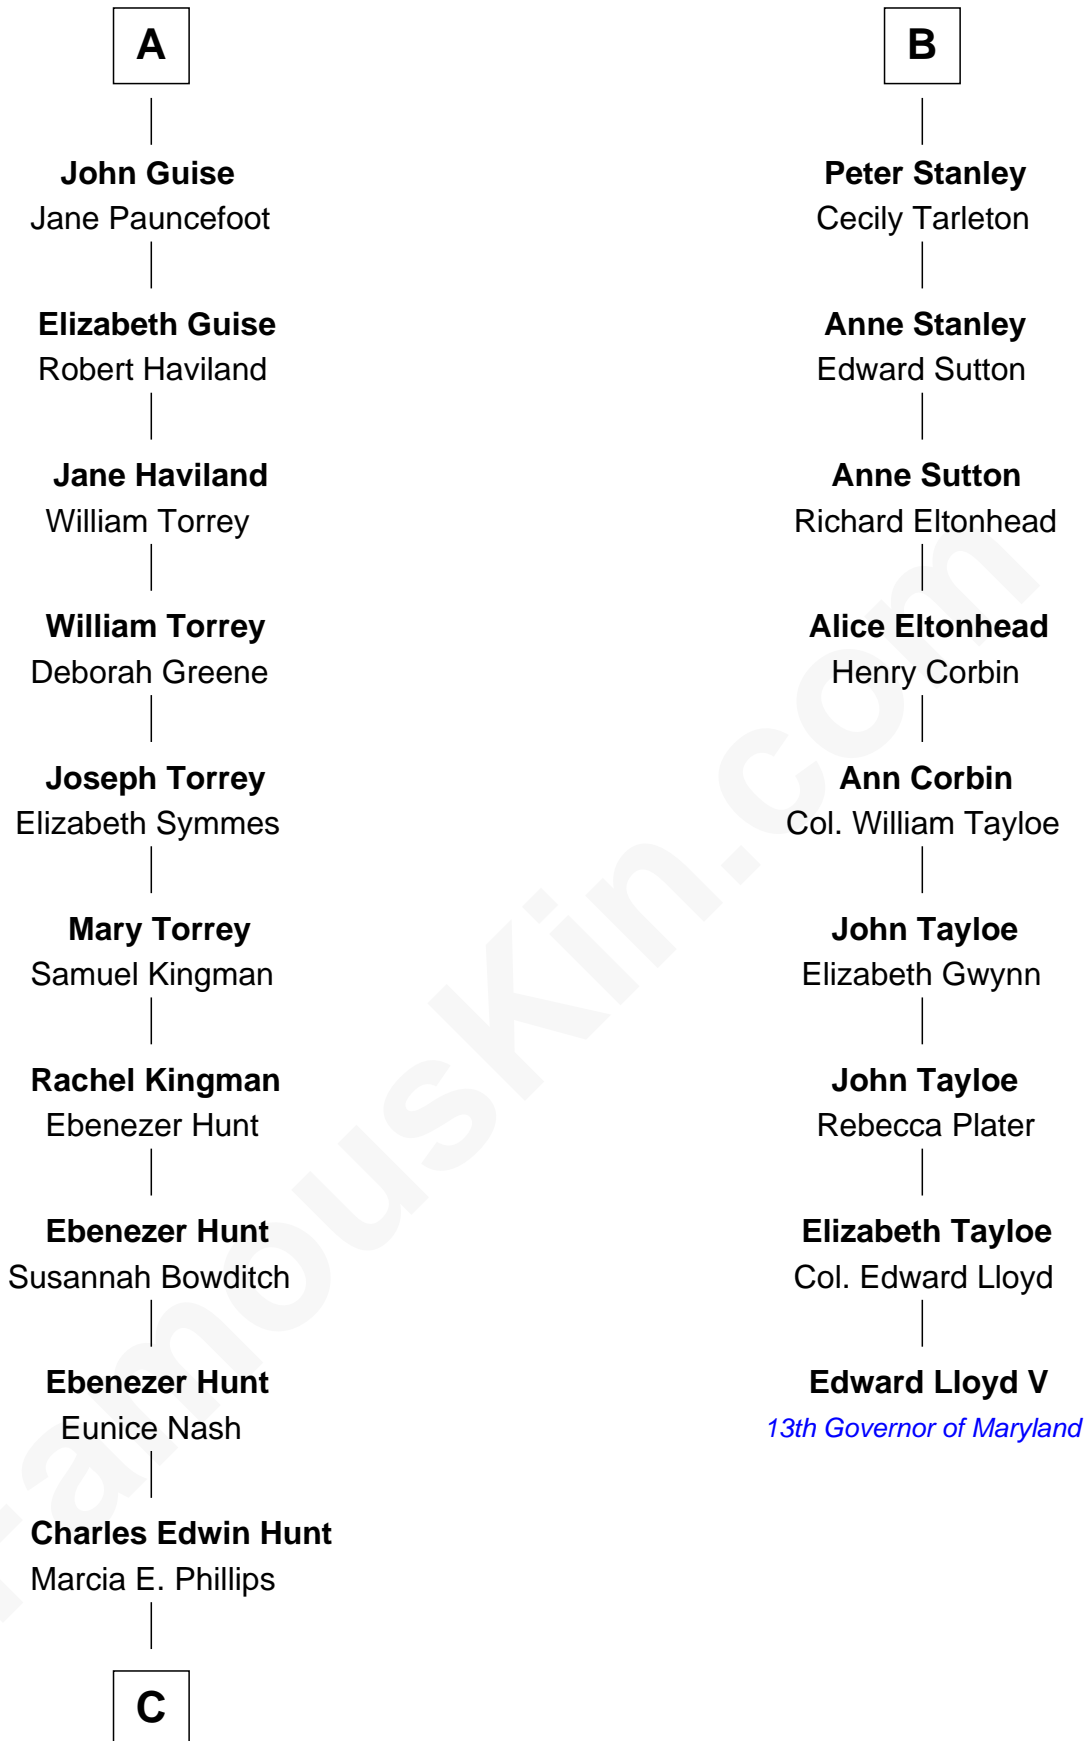 A
John Guise
Jane Pauncefoot
Elizabeth Guise
Robert Haviland
Jane Haviland
William Torrey
William Torrey
Deborah Greene
Joseph Torrey
Elizabeth Symmes
Mary Torrey
Samuel Kingman
Rachel Kingman
Ebenezer Hunt
Ebenezer Hunt
Susannah Bowditch
Ebenezer Hunt
Eunice Nash
Charles Edwin Hunt
Marcia E. Phillips
C
B
Peter Stanley
Cecily Tarleton
Anne Stanley
Edward Sutton
Anne Sutton
Richard Eltonhead
Alice Eltonhead
Henry Corbin
Ann Corbin
Col. William Tayloe
John Tayloe
Elizabeth Gwynn
John Tayloe
Rebecca Plater
Elizabeth Tayloe
Col. Edward Lloyd
Edward Lloyd V
13th Governor of Maryland
FamousKin.com